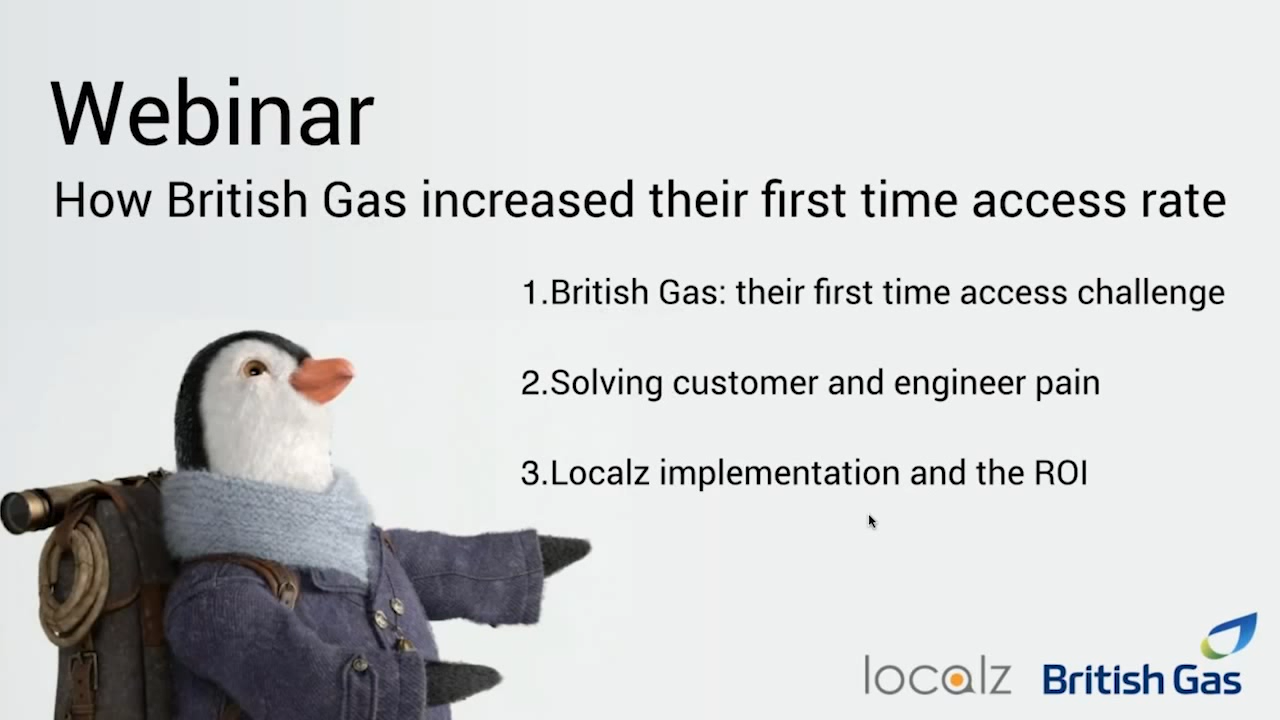 Webinar
How British Gas increased their first time access rate
1.British Gas: their first time access challenge
2.Solving customer and engineer pain
3.Localz implementation and the ROI
localz
British Gas